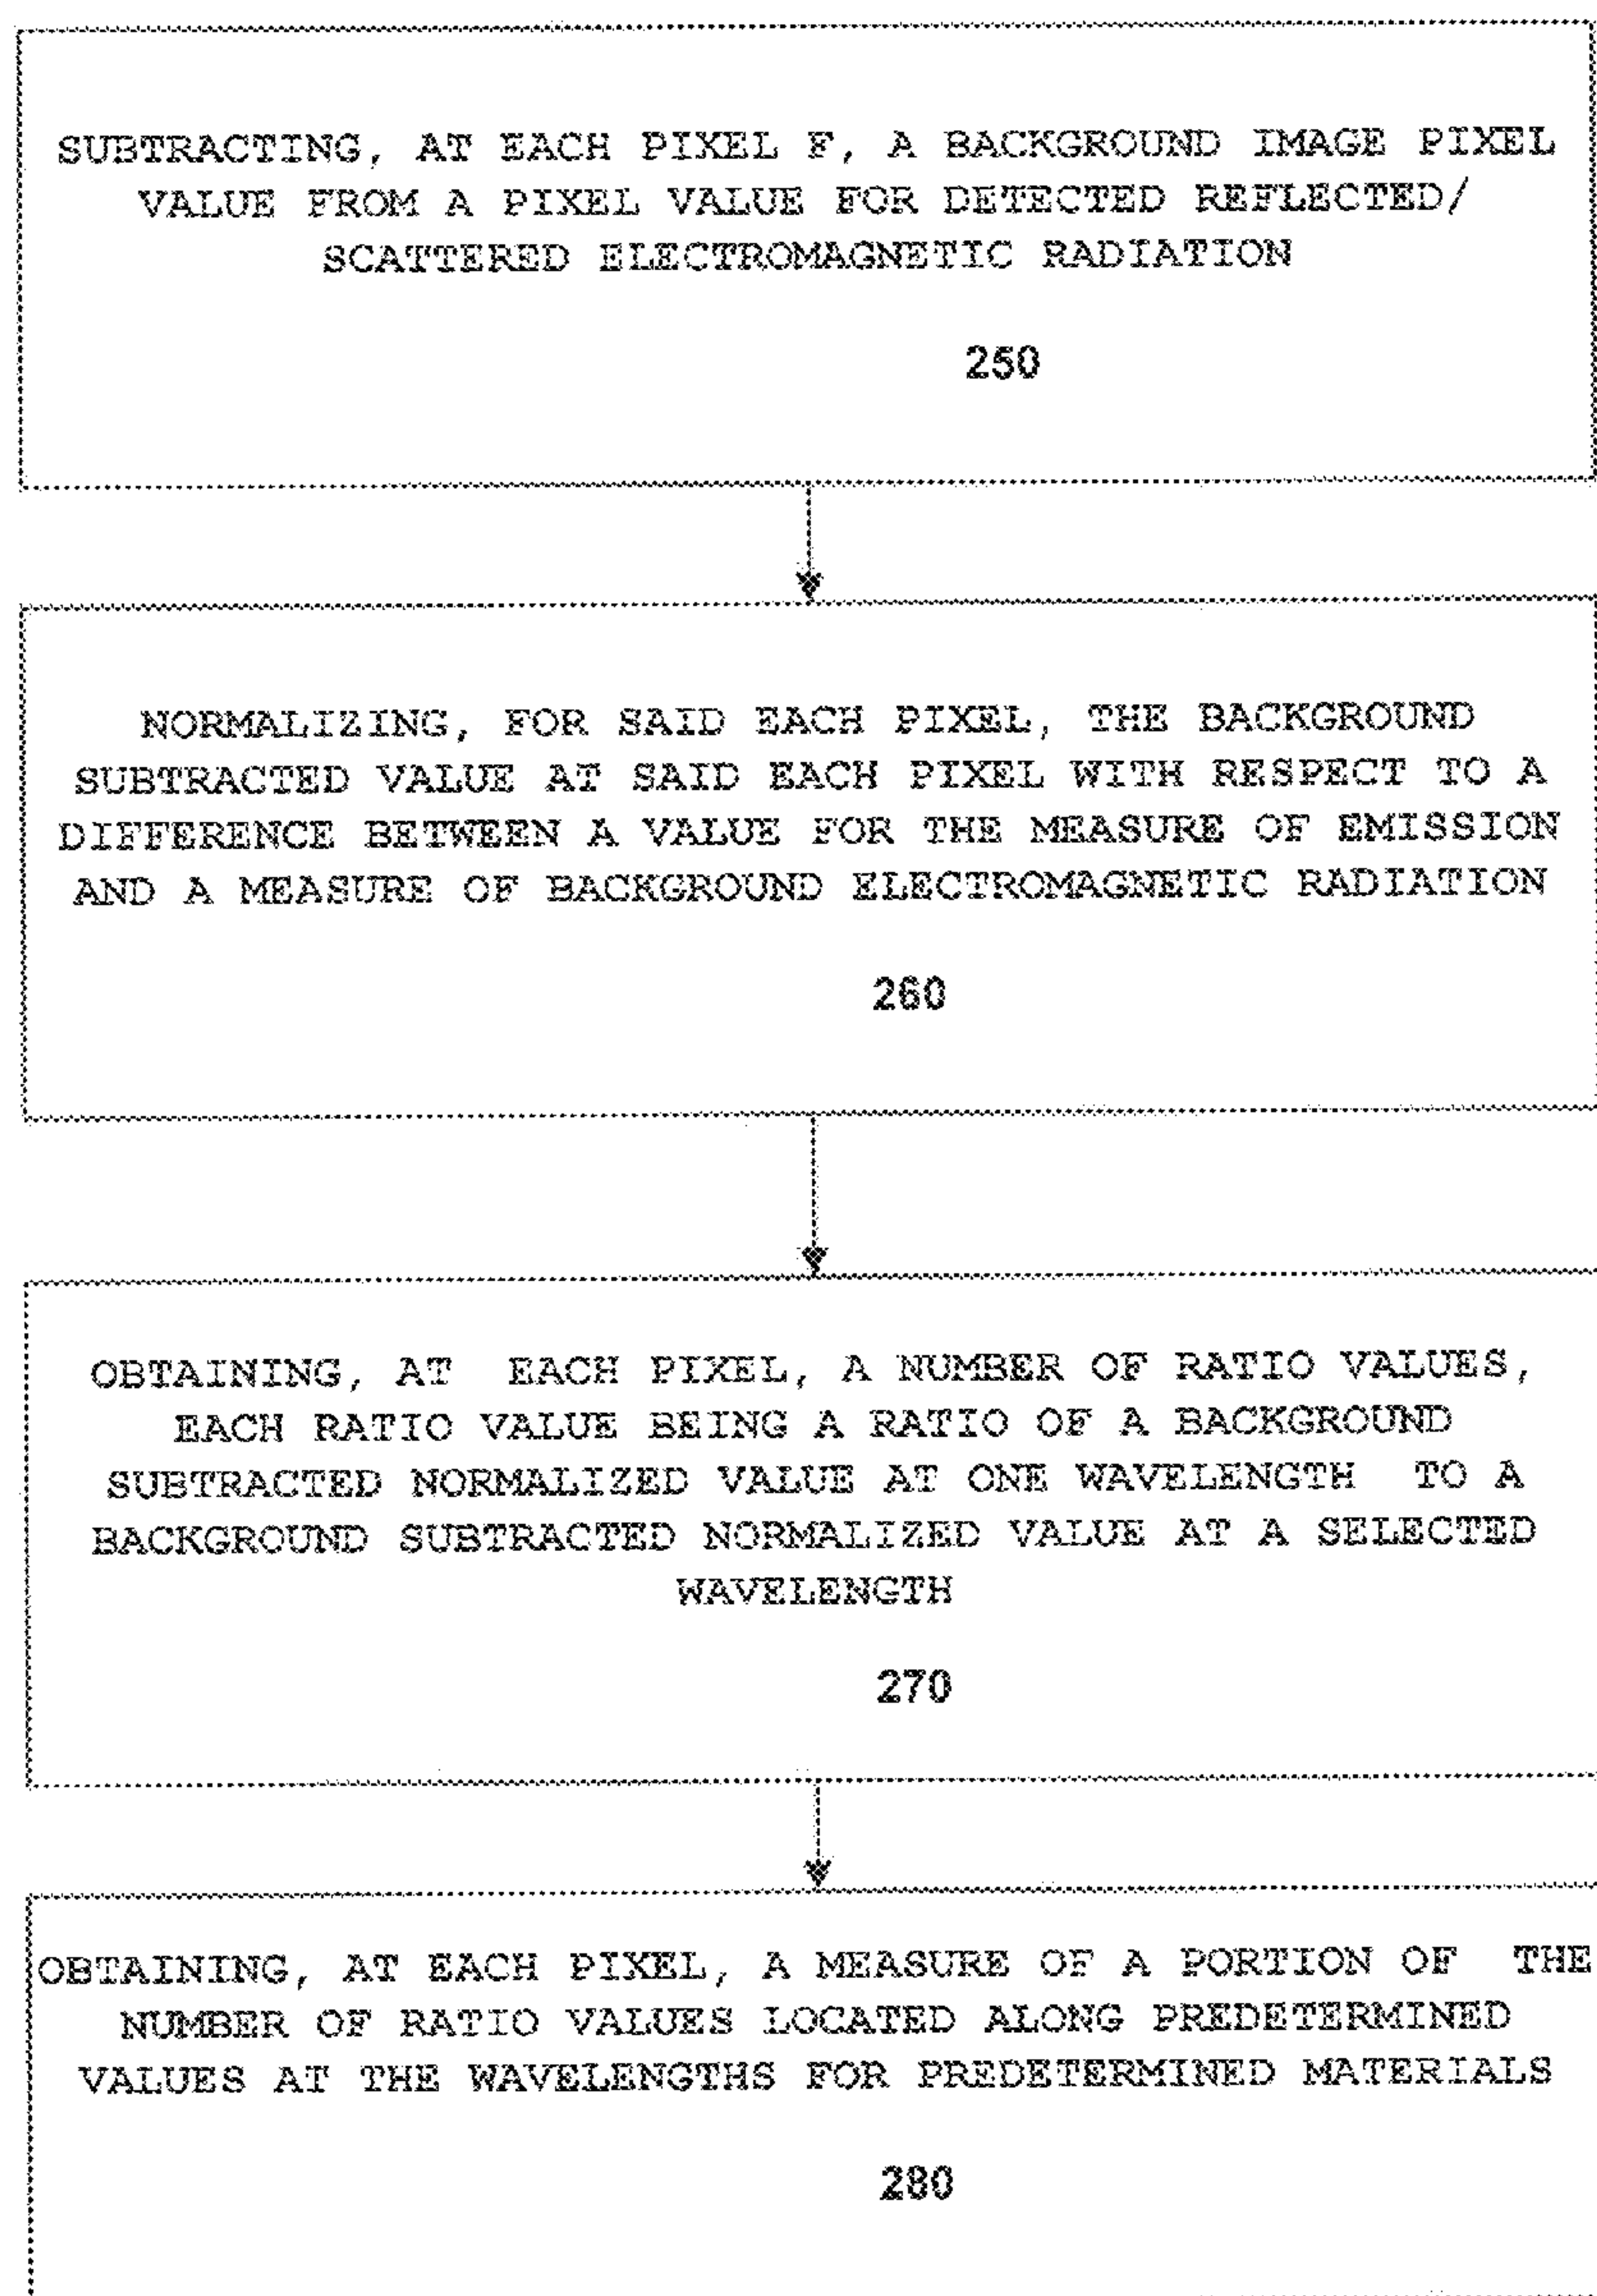 SUBTRACTING, AT EACH PIXEL F, A BACKGROUND IMAGE PIXEL
VALUE FROM A PIXEL VALUE FOR DETECTED REFLECTED/
SCATTERED ELECTROMAGNETIC RADIATION
250
NORMALIZING, FOR SAID EACH PIXEL, THE BACKGROUND
SUBTRACTED VALUE AT SAID EACH PIXEL WITH RESPECT TO A
DIFFERENCE BETWEEN A VALUE FOR THE MEASURE OF EMISSION
AND A MEASURE OF BACKGROUND ELECTROMAGNETIC RADIATION
260
OBTAINING, AT EACH PIXEL, A NUMBER OF RATIO VALUES,
EACH RATIO VALUE BEING A RATIO OF A BACKGROUND
SUBTRACTED NORMALIZED VALUE AT ONE WAVELENGTH TO A
BACKGROUND SUBTRACTED NORMALIZED VALUE AT A SELECTED
WAVELENGTH
270
OBTAINING, AT EACH PIXEL, A MEASURE OF A PORTION OF THE
NUMBER OF RATIO VALUES LOCATED ALONG PREDETERMINED
VALUES AT THE WAVELENGTHS FOR PREDETERMINED MATERIALS
280